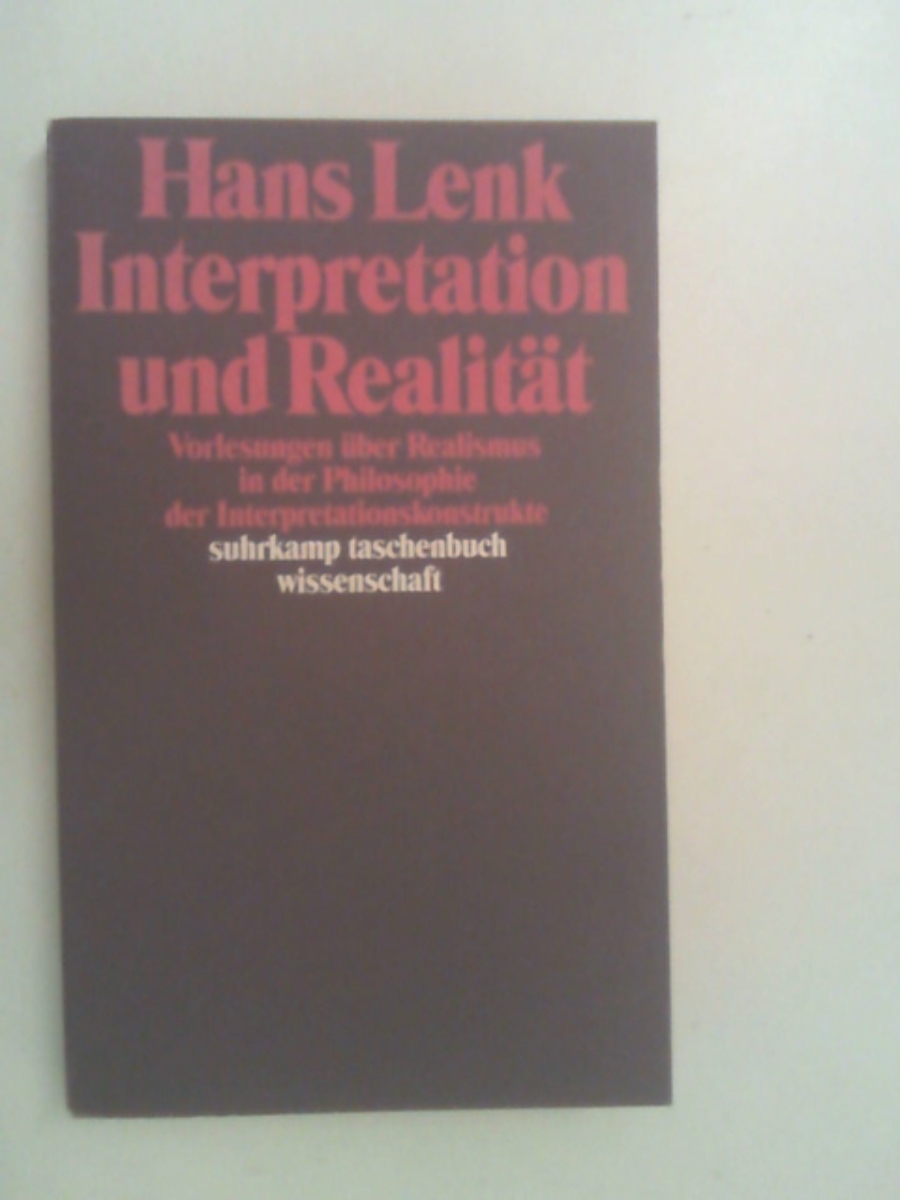 Hans Lenk
Interpretation
und Realität
Vorlesungen über Realismus
in der Philosophie
der Interpretationskonstrukte
suhrkamp taschenbuch
wissenschaft